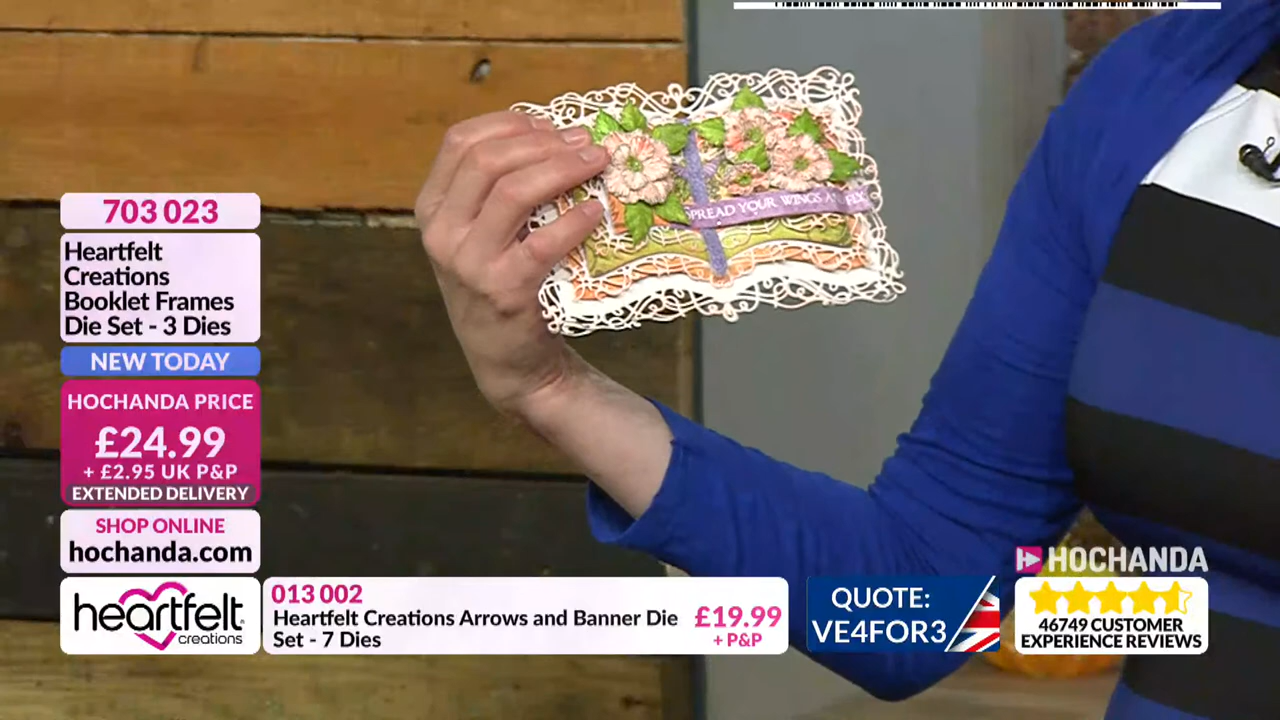 703 023
Heartfelt
Creations
Booklet Frames
Die Set - 3 Dies
NEW TODAY
HOCHANDA PRICE
£24.99
+ £2.95 UK P&P
EXTENDED DELIVERY
SHOP ONLINE
hochanda.com
heartfelt
creations
013 002
Heartfelt Creations Arrows and Banner Die
Set - 7 Dies
£19.99
+ P&P
QUOTE:
VE4FOR3
HOCHANDA
46749 CUSTOMER
EXPERIENCE REVIEWS
SPREAD YOUR WINGS AND FLY